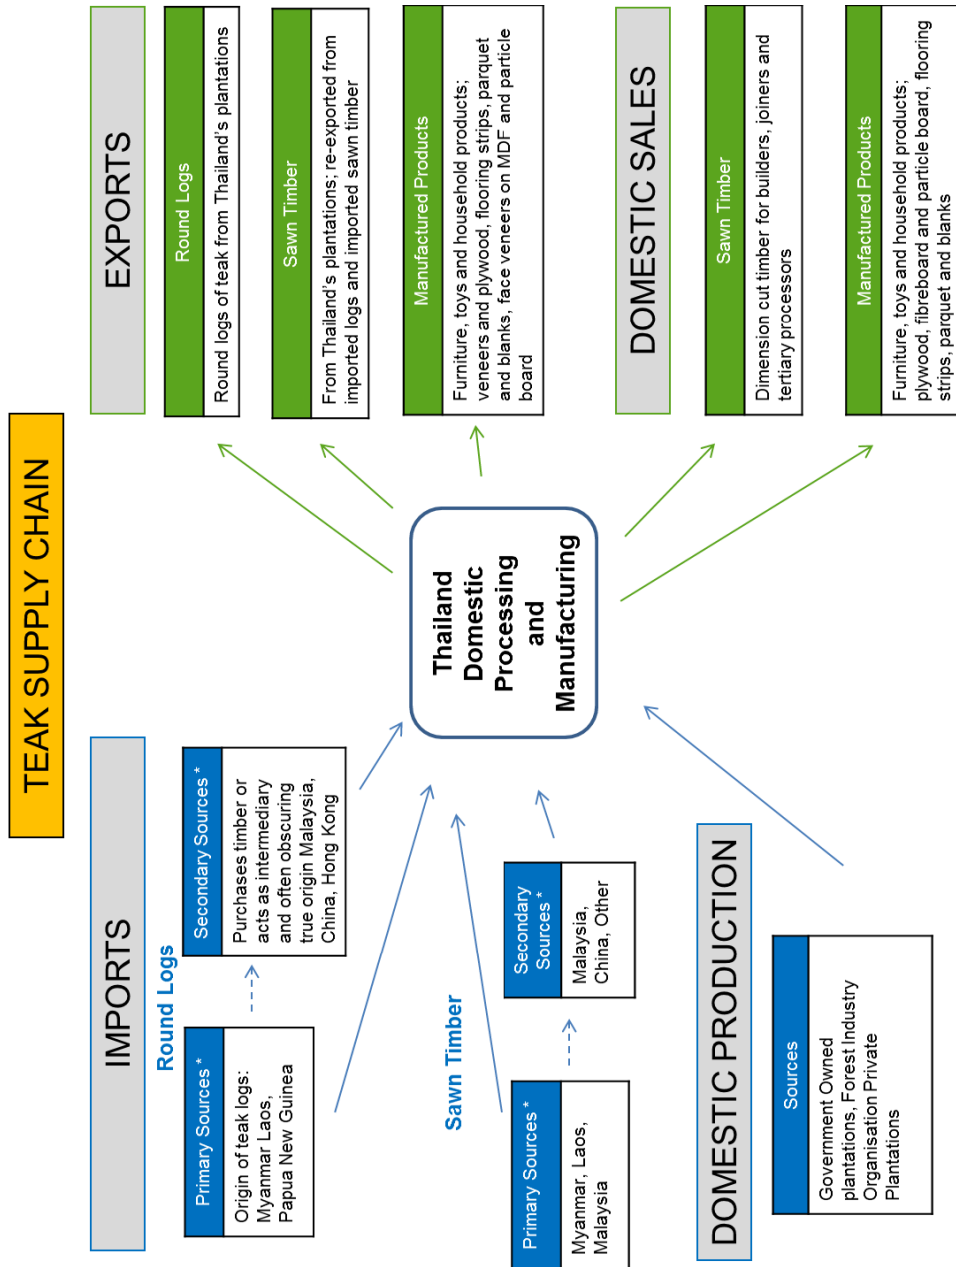 TEAK SUPPLY CHAIN
IMPORTS
Round Logs
Primary Sources *
Origin of teak logs:
Myanmar Laos,
Papua New Guinea
Secondary Sources *
Purchases timber or
acts as intermediary
and often obscuring
true origin Malaysia,
China, Hong Kong
Sawn Timber
Primary Sources *
Myanmar, Laos,
Malaysia
Secondary
Sources *
Malaysia,
China, Other
DOMESTIC PRODUCTION
Sources
Government Owned
plantations, Forest Industry
Organisation Private
Plantations
Thailand
Domestic
Processing
and
Manufacturing
EXPORTS
Round Logs
Round logs of teak from Thailand's plantations
Sawn Timber
From Thailand's plantations; re-exported from
imported logs and imported sawn timber
Manufactured Products
Furniture, toys and household products;
veneers and plywood, flooring strips, parquet
and blanks, face veneers on MDF and particle
board
DOMESTIC SALES
Sawn Timber
Dimension cut timber for builders, joiners and
tertiary processors
Manufactured Products
Furniture, toys and household products;
plywood, fibreboard and particle board, flooring
strips, parquet and blanks